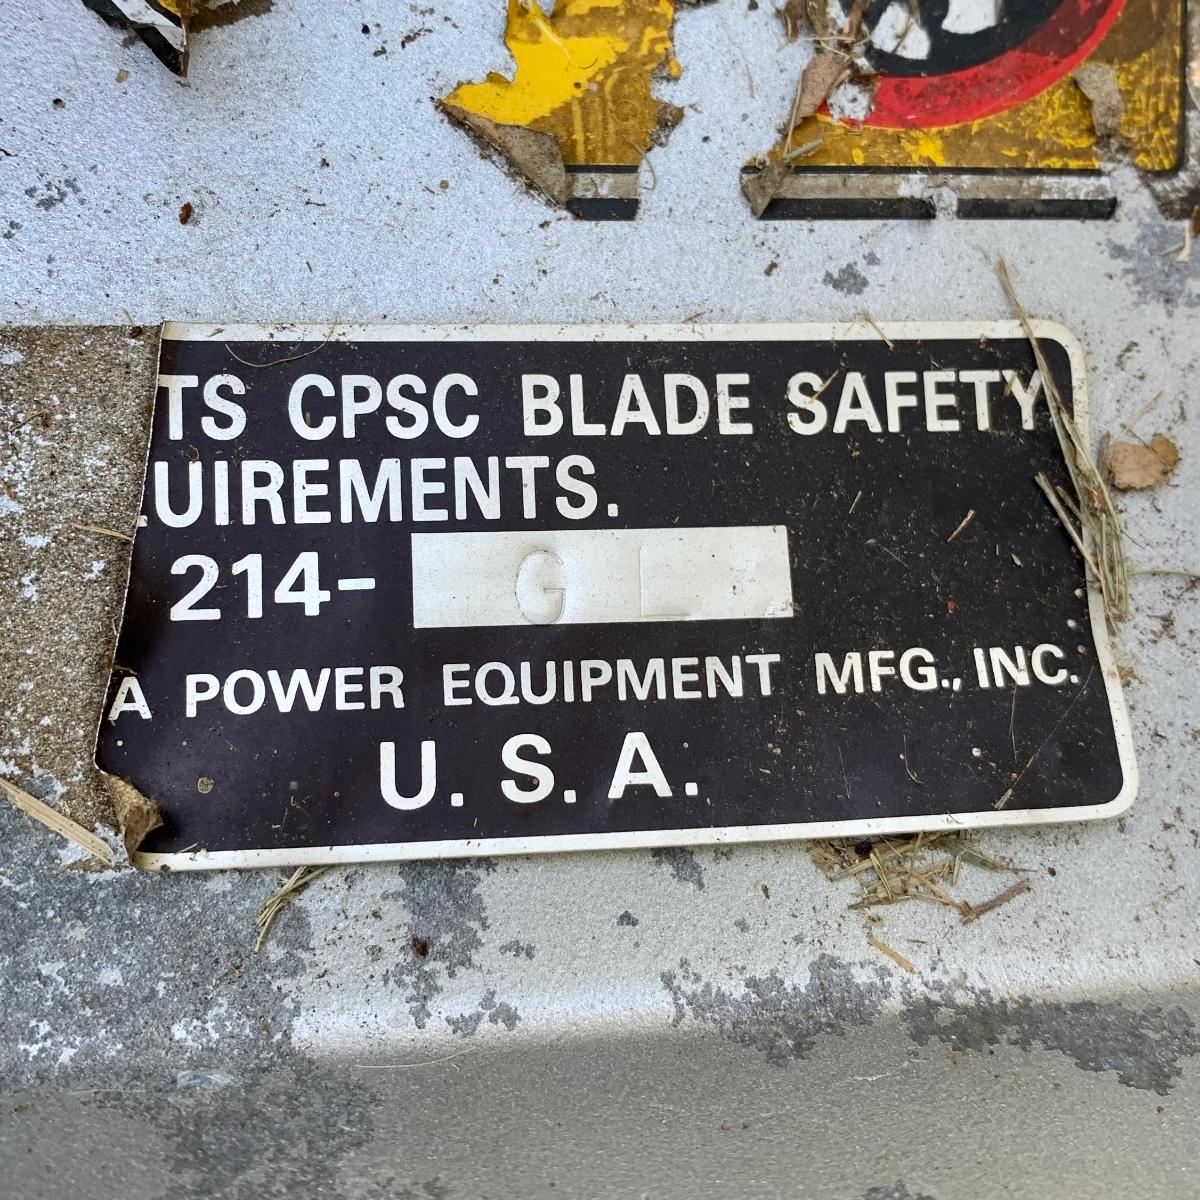 TS CPSC BLADE SAFETY
UIREMENTS.
214- G L
A POWER EQUIPMENT MFG., INC.
U. S. A.